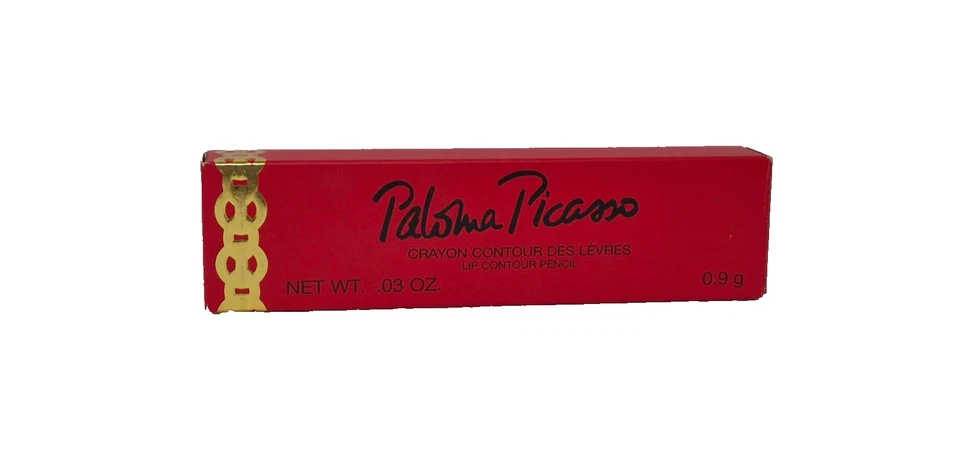 Paloma Picasso
CRAYON CONTOUR DES LÈVRES
LIP CONTOUR PENCIL
NET WT. .03 OZ. 0.9 g